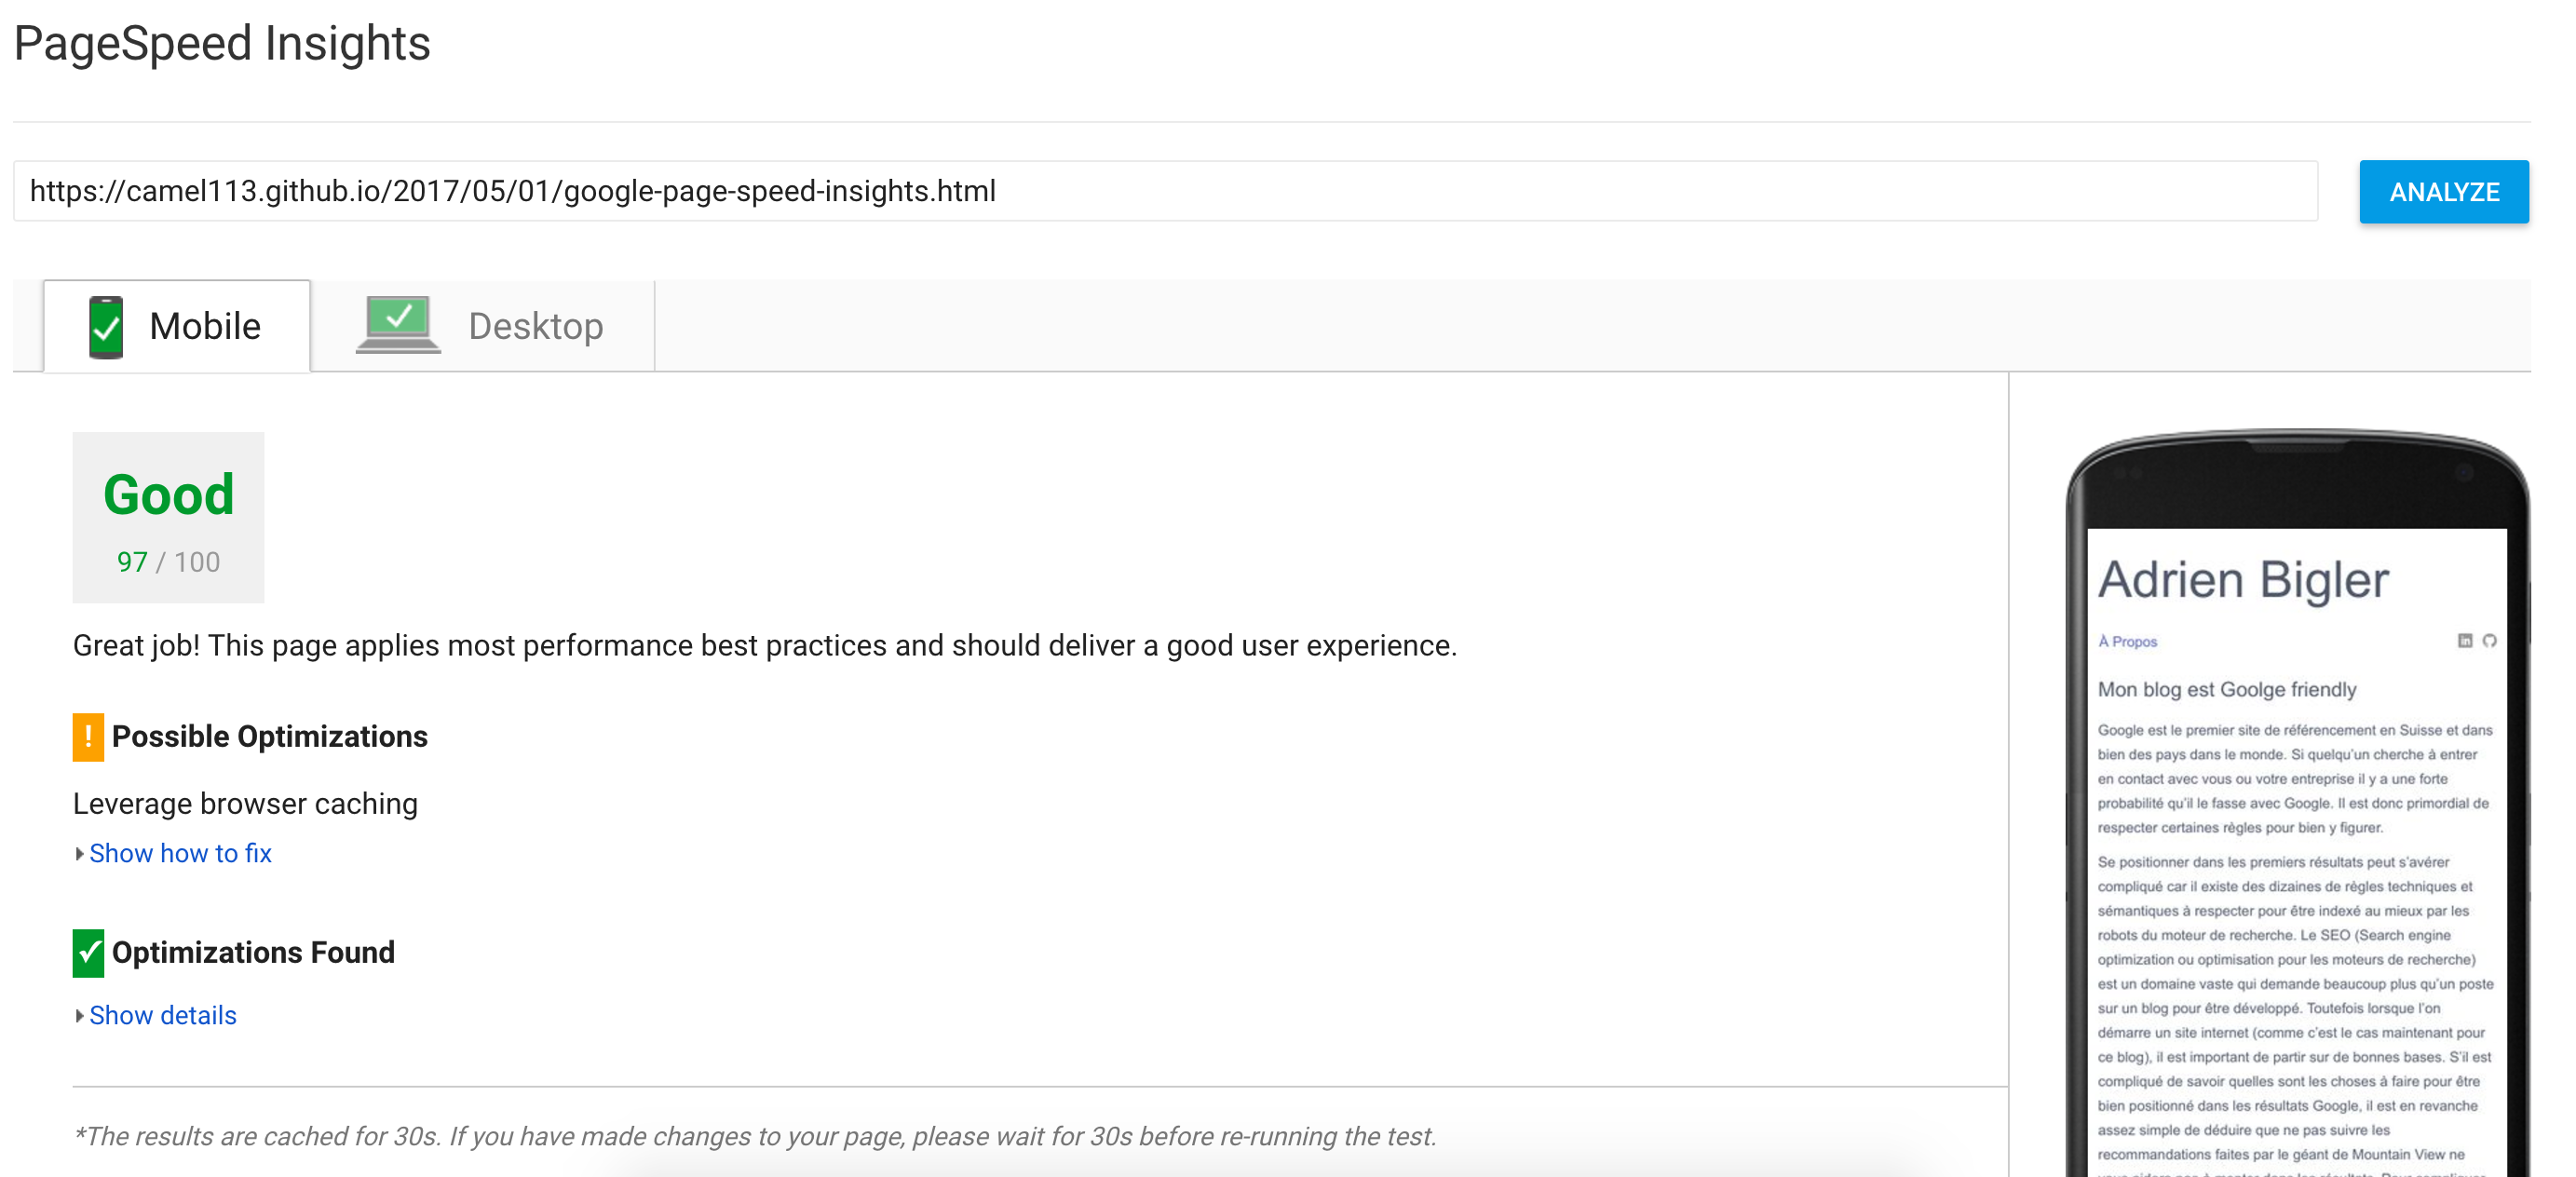 PageSpeed Insights
https://camel113.github.io/2017/05/01/google-page-speed-insights.html
ANALYZE
Mobile
Desktop
Good
97 / 100
Great job! This page applies most performance best practices and should deliver a good user experience.
! Possible Optimizations
Leverage browser caching
Show how to fix
Optimizations Found
Show details
*The results are cached for 30s. If you have made changes to your page, please wait for 30s before re-running the test.
Adrien Bigler
À Propos
in
Mon blog est Goolge friendly
Google est le premier site de référencement en Suisse et dans
bien des pays dans le monde. Si quelqu'un cherche à entrer
en contact avec vous ou votre entreprise il y a une forte
probabilité qu'il le fasse avec Google. Il est donc primordial de
respecter certaines règles pour bien y figurer.
Se positionner dans les premiers résultats peut s'avérer
compliqué car il existe des dizaines de règles techniques et
sémantiques à respecter pour être indexé au mieux par les
robots du moteur de recherche. Le SEO (Search engine
optimization ou optimisation pour les moteurs de recherche)
est un domaine vaste qui demande beaucoup plus qu'un poste
sur un blog pour être développé. Toutefois lorsque l'on
démarre un site internet (comme c'est le cas maintenant pour
ce blog), il est important de partir sur de bonnes bases. S'il est
compliqué de savoir quelles sont les choses à faire pour être
bien positionné dans les résultats Google, il est en revanche
assez simple de déduire que ne pas suivre les
recommandations faites par le géant de Mountain View ne